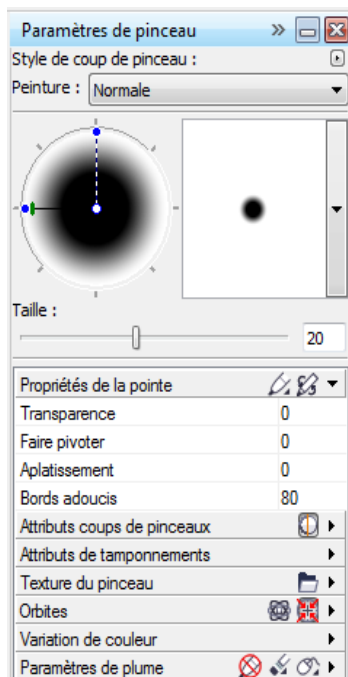 Paramètres de pinceau
Style de coup de pinceau :
Peinture : Normale
Taille :
20
Propriétés de la pointe
Transparence 0
Faire pivoter 0
Aplatissement 0
Bords adoucis 80
Attributs coups de pinceaux
Attributs de tamponnements
Texture du pinceau
Orbites
Variation de couleur
Paramètres de plume